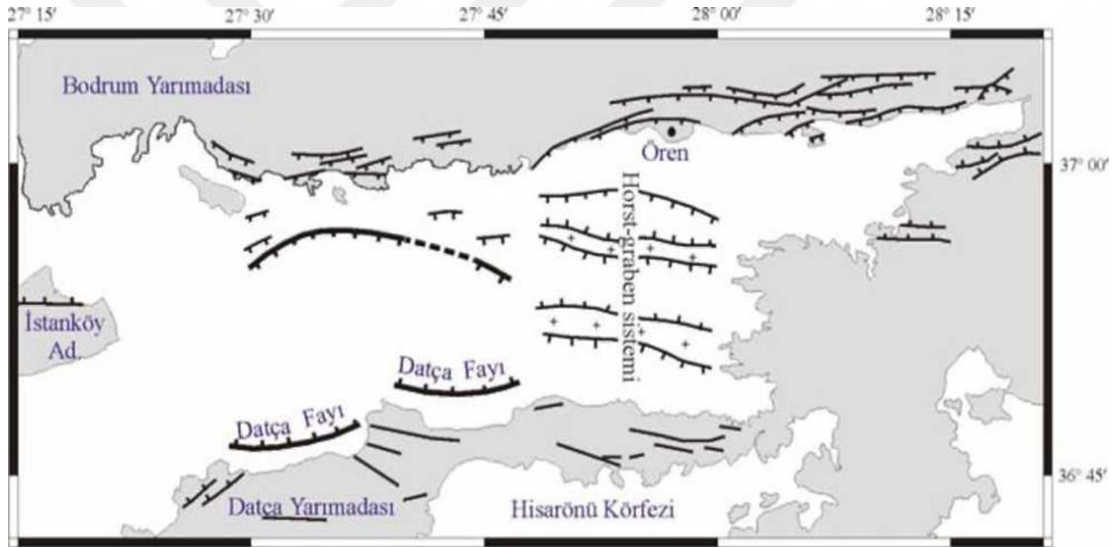 27° 15' 27° 30' 27° 45' 28° 00' 28° 15'
Bodrum Yarımadası
Ören
37° 00'
Horst-graben sistemi
İstanköy
Ad.
Datça Fayı
Datça Fayı
36° 45'
Datça Yarımadası
Hisarönü Körfezi